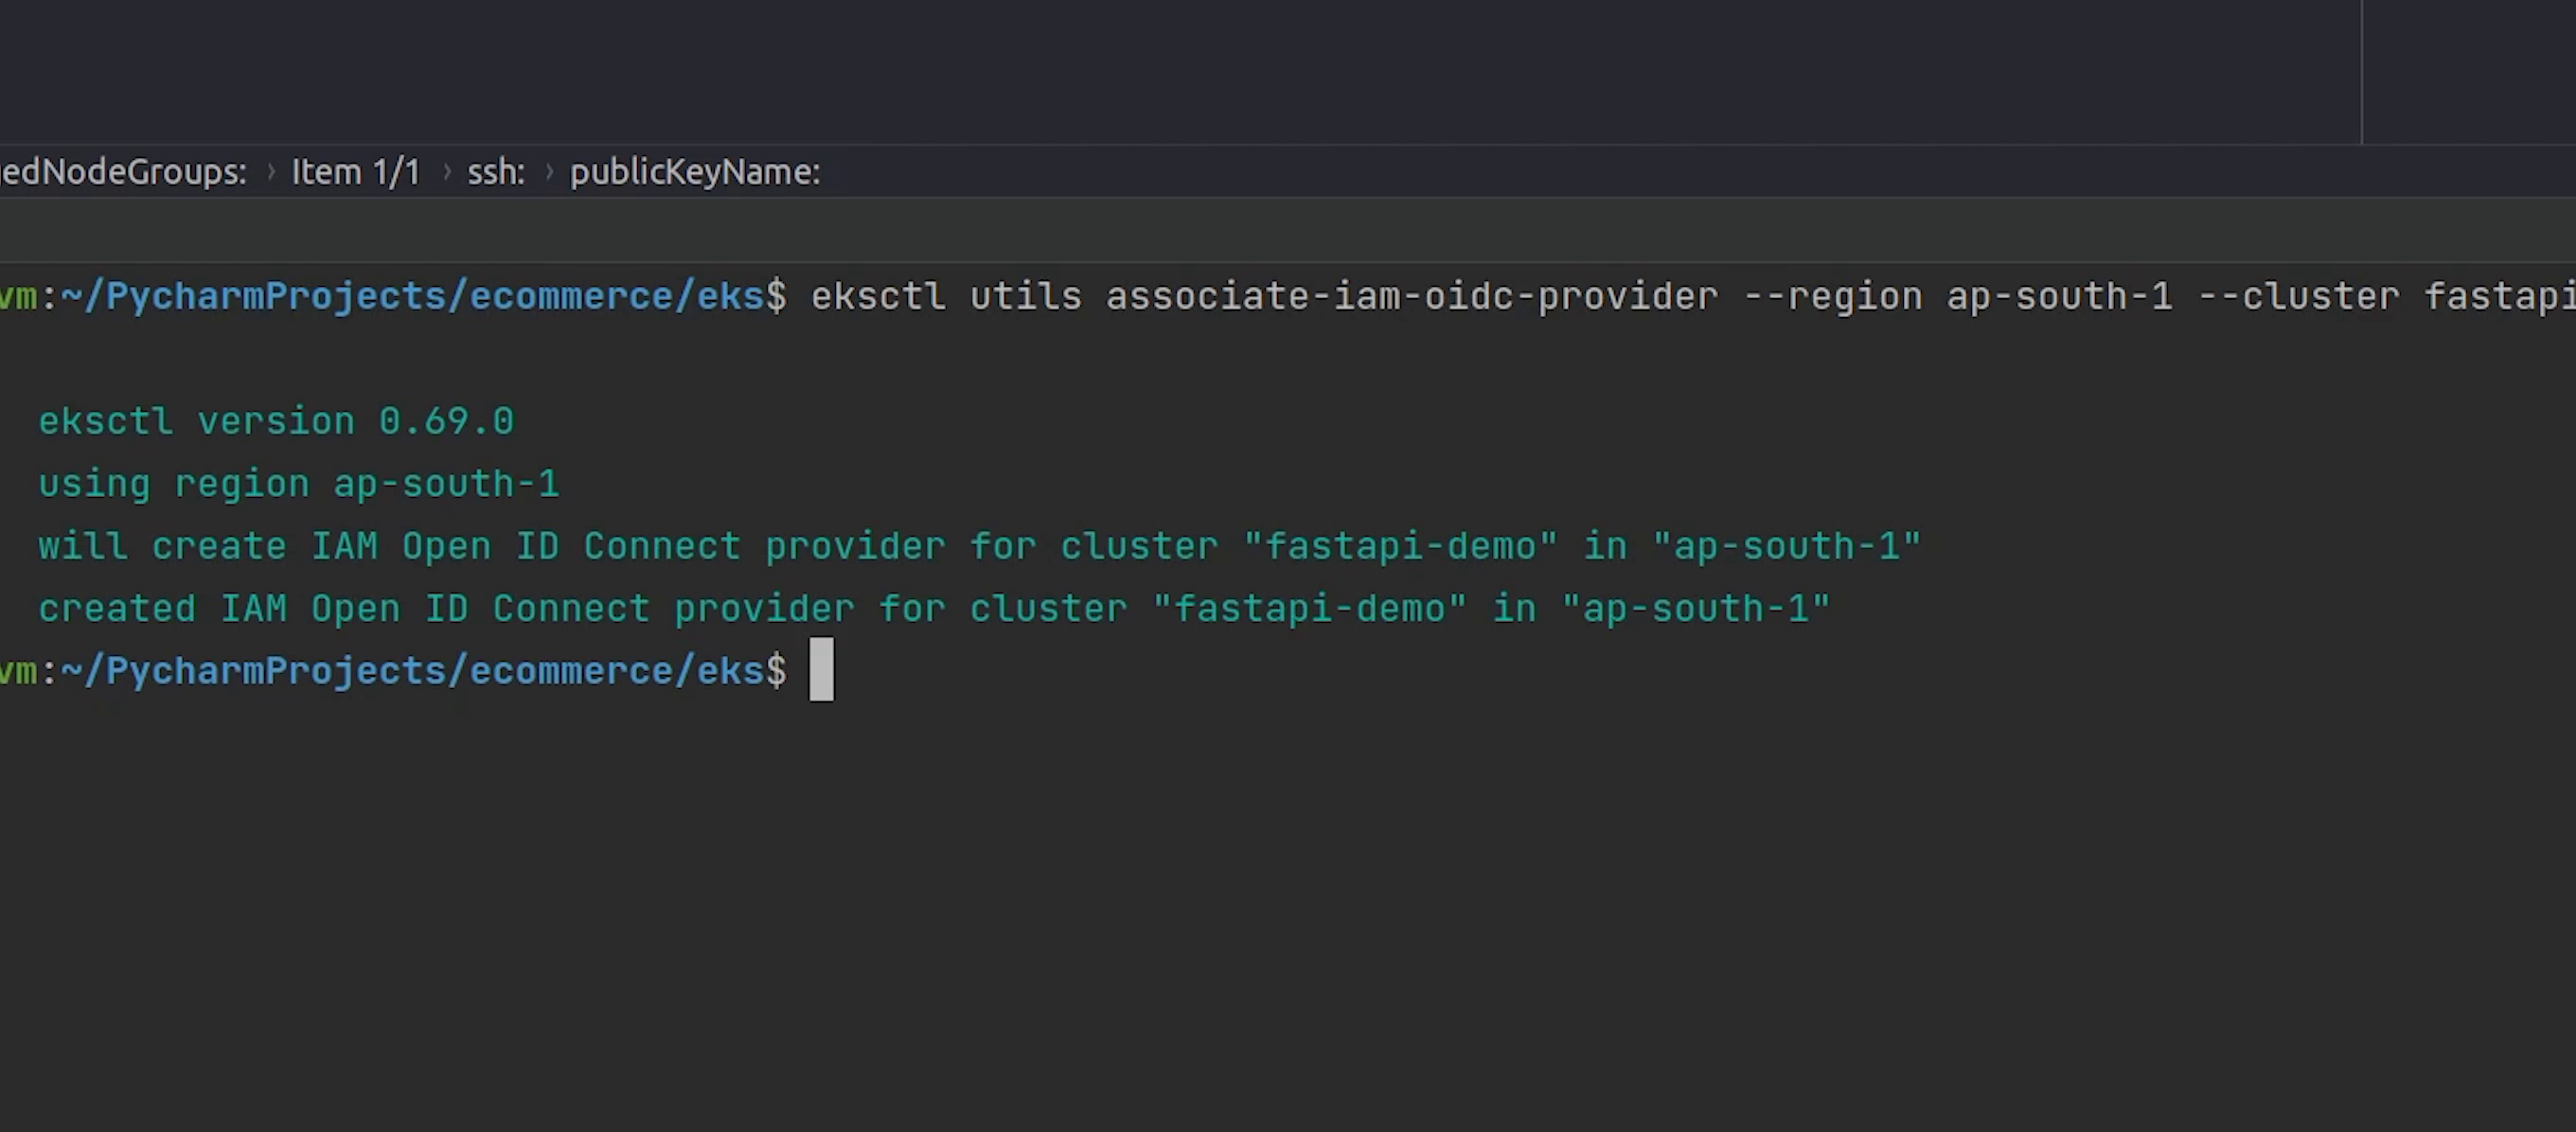 edNodeGroups: › Item 1/1 › ssh: › publicKeyName:
vm:~/PycharmProjects/ecommerce/eks$ eksctl utils associate-iam-oidc-provider --region ap-south-1 --cluster fastapi
eksctl version 0.69.0
using region ap-south-1
will create IAM Open ID Connect provider for cluster "fastapi-demo" in "ap-south-1"
created IAM Open ID Connect provider for cluster "fastapi-demo" in "ap-south-1"
vm:~/PycharmProjects/ecommerce/eks$